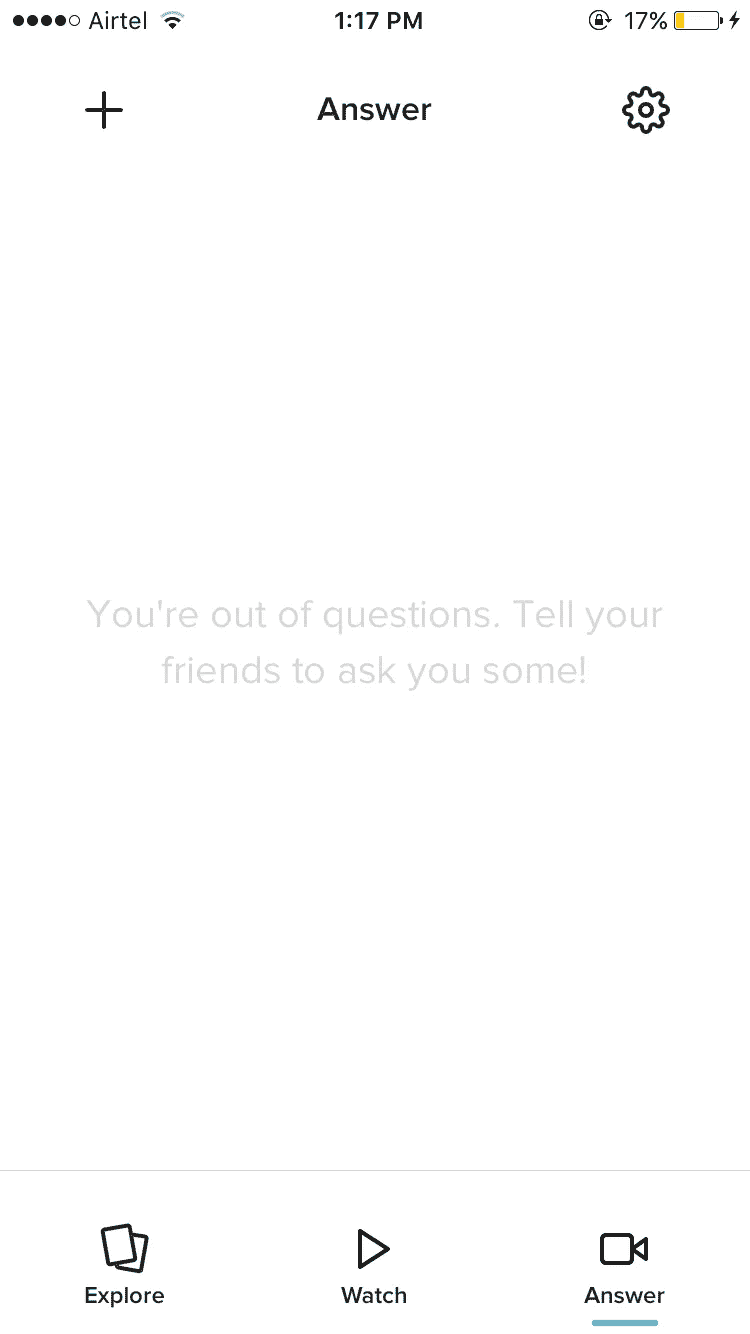 Airtel 1:17 PM 17%
Answer
You're out of questions. Tell your
friends to ask you some!
Explore Watch Answer